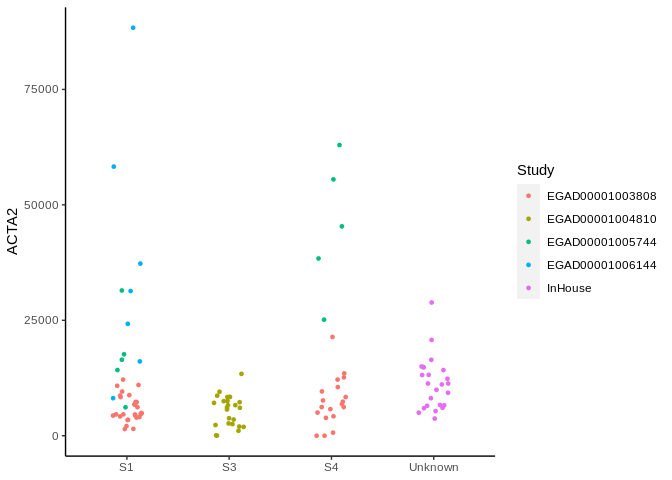 75000
50000
25000
0
ACTA2
S1
S3
S4
Unknown
Study
EGAD00001003808
EGAD00001004810
EGAD00001005744
EGAD00001006144
InHouse